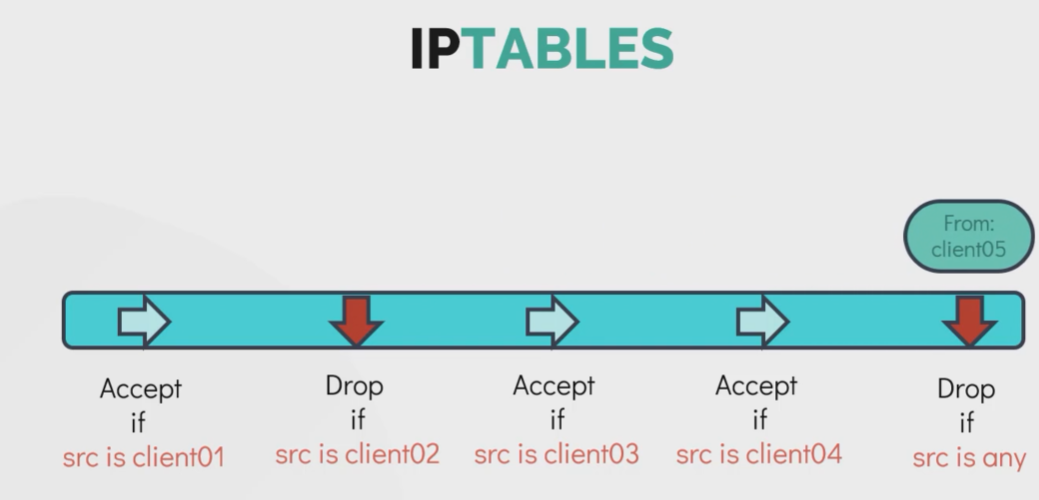 IPTABLES
From:
client05
Accept
if
src is client01
Drop
if
src is client02
Accept
if
src is client03
Accept
if
src is client04
Drop
if
src is any